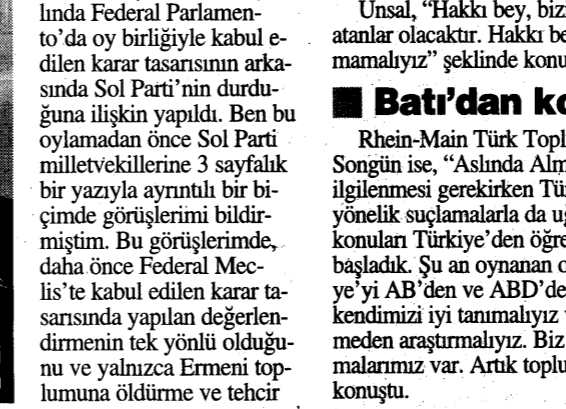 lında Federal Parlamen-
to'da oy birliğiyle kabul e-
dilen karar tasarısının arka-
sında Sol Parti'nin durdu-
ğuna ilişkin yapıldı. Ben bu
oylamadan önce Sol Parti
milletvekillerine 3 sayfalık
bir yazıyla ayrıntılı bir bi-
çimde görüşlerimi bildir-
miştim. Bu görüşlerimde,
daha önce Federal Mec-
lis'te kabul edilen karar ta-
sarısında yapılan değerlen-
dirmenin tek yönlü olduğu-
nu ve yalnızca Ermeni top-
lumuna öldürme ve tehcir
Ünsal, "Hakkı bey, bizi
atanlar olacaktır. Hakkı be
mamalıyız" şeklinde konu
■ Batı'dan ko
Rhein-Main Türk Topl
Songün ise, "Aslında Alm
ilgilenmesi gerekirken Tü
yönelik suçlamalarla da uğ
konuları Türkiye'den öğre
başladık. Şu an oynanan o
ye'yi AB'den ve ABD'de
kendimizi iyi tanımalıyız
meden araştırmalıyız. Biz
malarımız var. Artık toplu
konuştu.